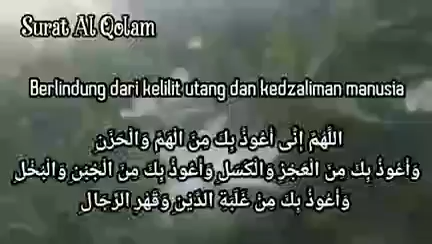 Surat Al Qolam
Berlindung dari kelilit utang dan kedzaliman manusia
اللَّهُمَّ إِنِّى أَعُوذُ بِكَ مِنَ الْهَمِّ وَالْحَزَنِ
وَأَعُوذُ بِكَ مِنَ الْعَجْزِ وَالْكَسَلِ وَأَعُوذُ بِكَ مِنَ الْجُبْنِ وَالْبُخْلِ
وَأَعُوذُ بِكَ مِنْ غَلَبَةِ الدَّيْنِ وَقَهْرِ الرِّجَالِ